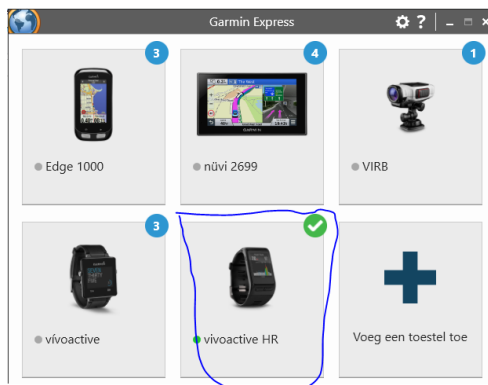 Garmin Express
?
3
4
1
Edge 1000
nüvi 2699
VIRB
3
vívoactive
vivoactive HR
Voeg een toestel toe